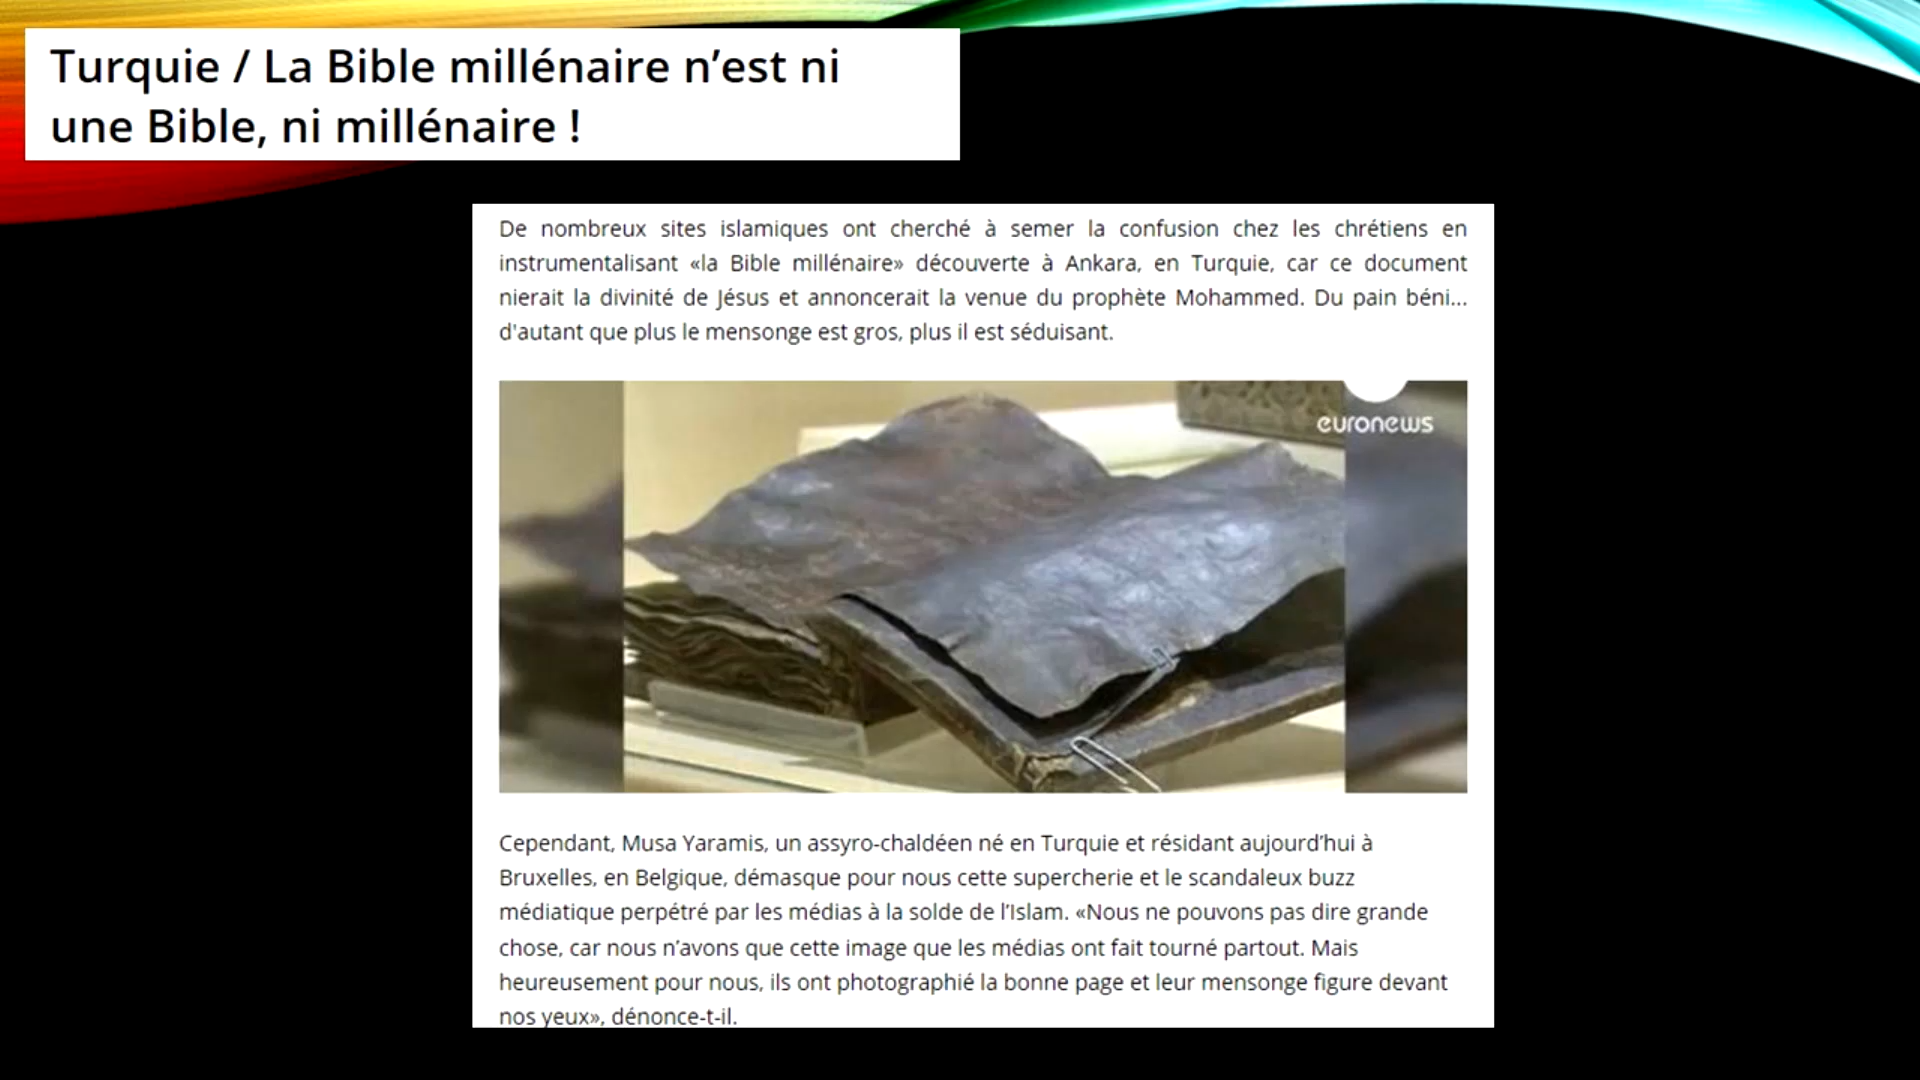 Turquie / La Bible millénaire n’est ni
une Bible, ni millénaire !
De nombreux sites islamiques ont cherché à semer la confusion chez les chrétiens en
instrumentalisant «la Bible millénaire» découverte à Ankara, en Turquie, car ce document
nierait la divinité de Jésus et annoncerait la venue du prophète Mohammed. Du pain béni...
d'autant que plus le mensonge est gros, plus il est séduisant.
euronews
Cependant, Musa Yaramis, un assyro-chaldéen né en Turquie et résidant aujourd’hui à
Bruxelles, en Belgique, démasque pour nous cette supercherie et le scandaleux buzz
médiatique perpétré par les médias à la solde de l’Islam. «Nous ne pouvons pas dire grande
chose, car nous n’avons que cette image que les médias ont fait tourné partout. Mais
heureusement pour nous, ils ont photographié la bonne page et leur mensonge figure devant
nos yeux», dénonce-t-il.